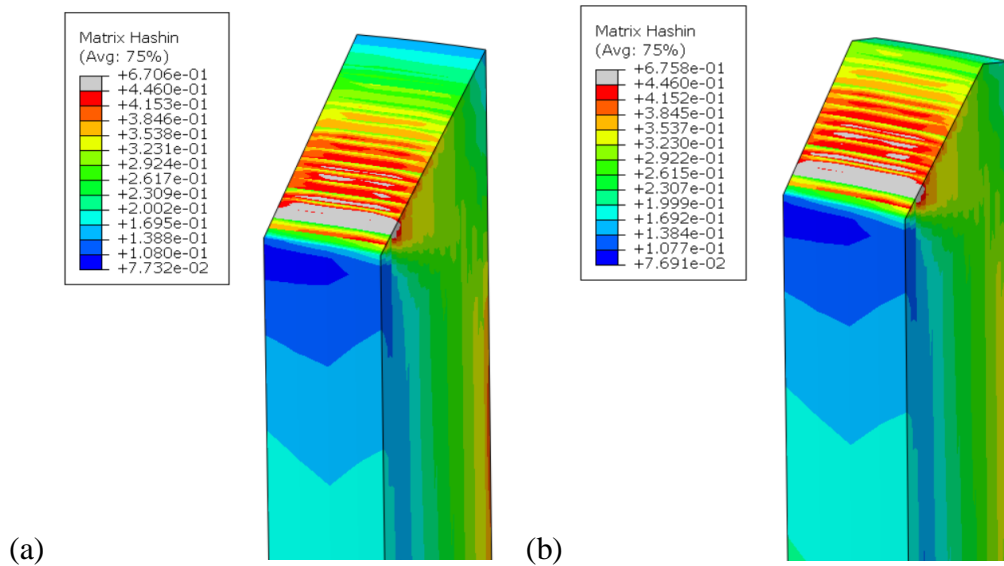 Matrix Hashin
(Avg: 75%)
+6.706e-01
+4.460e-01
+4.153e-01
+3.846e-01
+3.538e-01
+3.231e-01
+2.924e-01
+2.617e-01
+2.309e-01
+2.002e-01
+1.695e-01
+1.388e-01
+1.080e-01
+7.732e-02
(a)
Matrix Hashin
(Avg: 75%)
+6.758e-01
+4.460e-01
+4.152e-01
+3.845e-01
+3.537e-01
+3.230e-01
+2.922e-01
+2.615e-01
+2.307e-01
+1.999e-01
+1.692e-01
+1.384e-01
+1.077e-01
+7.691e-02
(b)